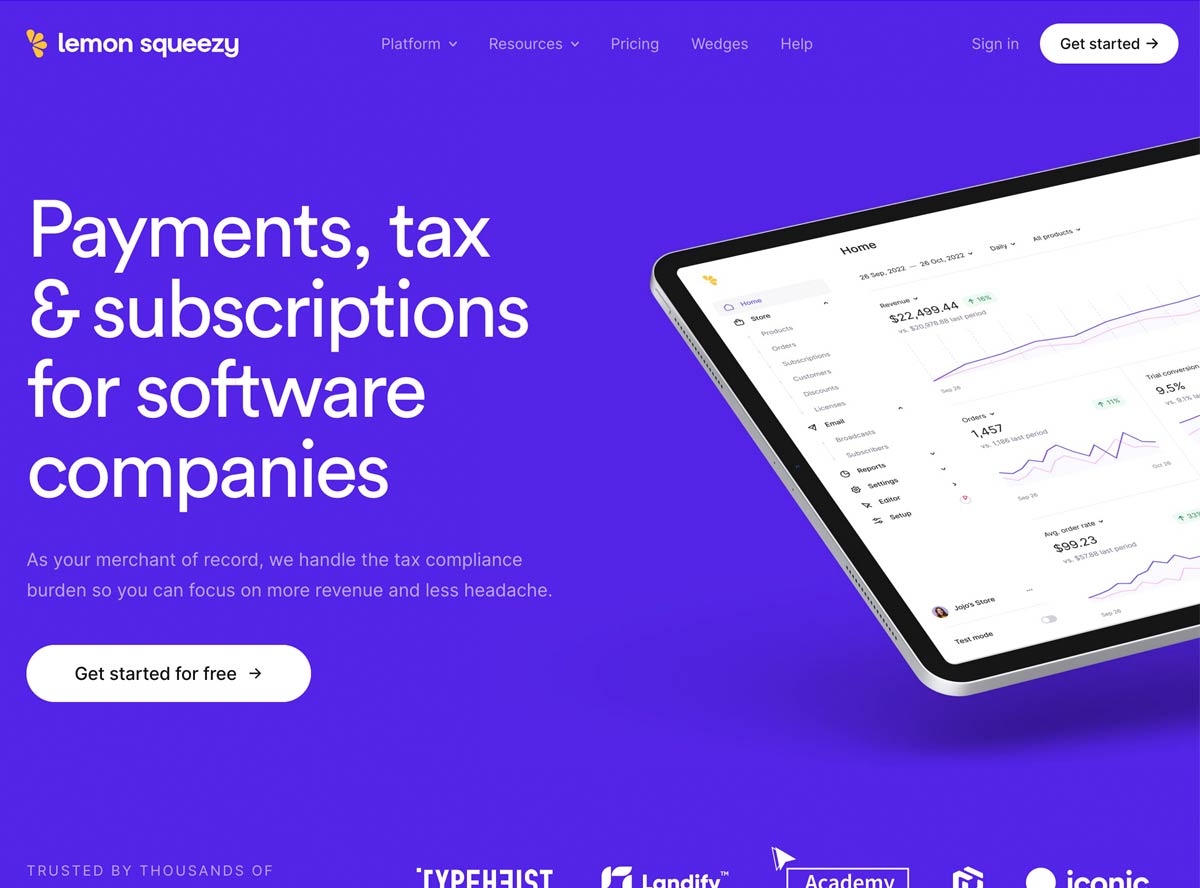 lemon squeezy
Platform
Resources
Pricing
Wedges
Help
Sign in
Get started →
Payments, tax
& subscriptions
for software
companies
As your merchant of record, we handle the tax compliance
burden so you can focus on more revenue and less headache.
Get started for free →
Home
26 Sep, 2022 — 26 Oct, 2022
Daily
All products
Home
Store
Products
Orders
Subscriptions
Customers
Discounts
Licenses
Email
Broadcasts
Subscribers
Reports
Settings
Editor
Setup
Jojo's Store
Test mode
Revenue
$22,499.44 ↑ 16%
vs. $20,978.88 last period
Sep 26
Orders
↑ 11%
1,457
vs. 1,186 last period
Sep 26
Oct 26
Trial conversion
9.5%
vs. 9.1%
Avg. order rate
↑ 33%
$99.23
vs. $57.88 last period
Sep 26
TRUSTED BY THOUSANDS OF
TYPEHEIST
Landify™
Academy
iconic